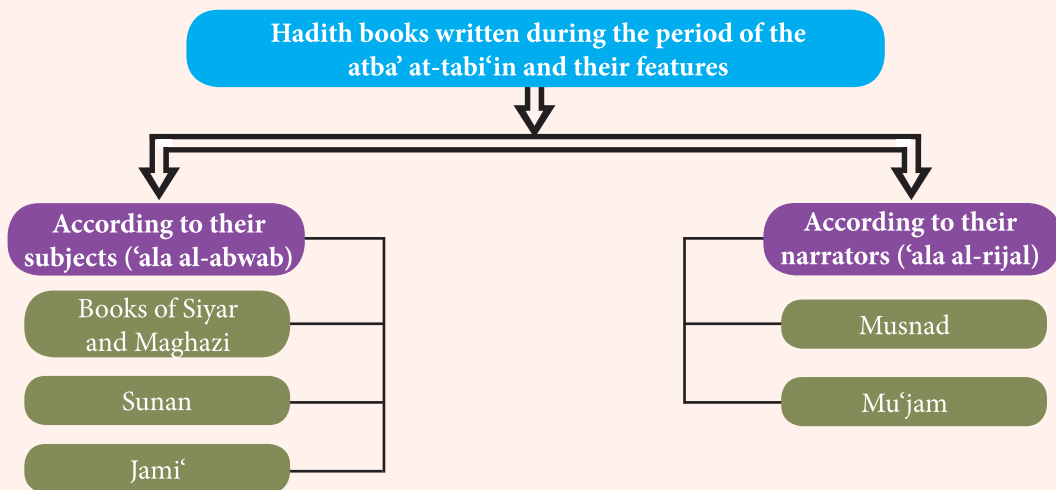 Hadith books written during the period of the
atba’ at-tabi‘in and their features
According to their
subjects (‘ala al-abwab)
Books of Siyar
and Maghazi
Sunan
Jami‘
According to their
narrators (‘ala al-rijal)
Musnad
Mu‘jam